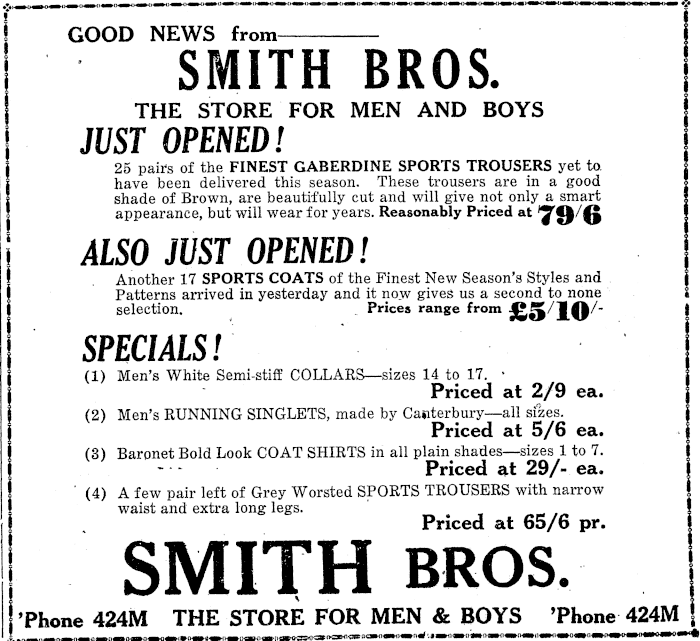 GOOD NEWS from
SMITH BROS.
THE STORE FOR MEN AND BOYS
JUST OPENED!
25 pairs of the FINEST GABERDINE SPORTS TROUSERS yet to
have been delivered this season. These trousers are in a good
shade of Brown, are beautifully cut and will give not only a smart
appearance, but will wear for years. Reasonably Priced at 79/6
ALSO JUST OPENED!
Another 17 SPORTS COATS of the Finest New Season's Styles and
Patterns arrived in yesterday and it now gives us a second to none
selection. Prices range from £5/10/-
SPECIALS!
(1) Men's White Semi-stiff COLLARS—sizes 14 to 17.
Priced at 2/9 ea.
(2) Men's RUNNING SINGLETS, made by Canterbury—all sizes.
Priced at 5/6 ea.
(3) Baronet Bold Look COAT SHIRTS in all plain shades—sizes 1 to 7.
Priced at 29/- ea.
(4) A few pair left of Grey Worsted SPORTS TROUSERS with narrow
waist and extra long legs.
Priced at 65/6 pr.
SMITH BROS.
'Phone 424M THE STORE FOR MEN & BOYS 'Phone 424M